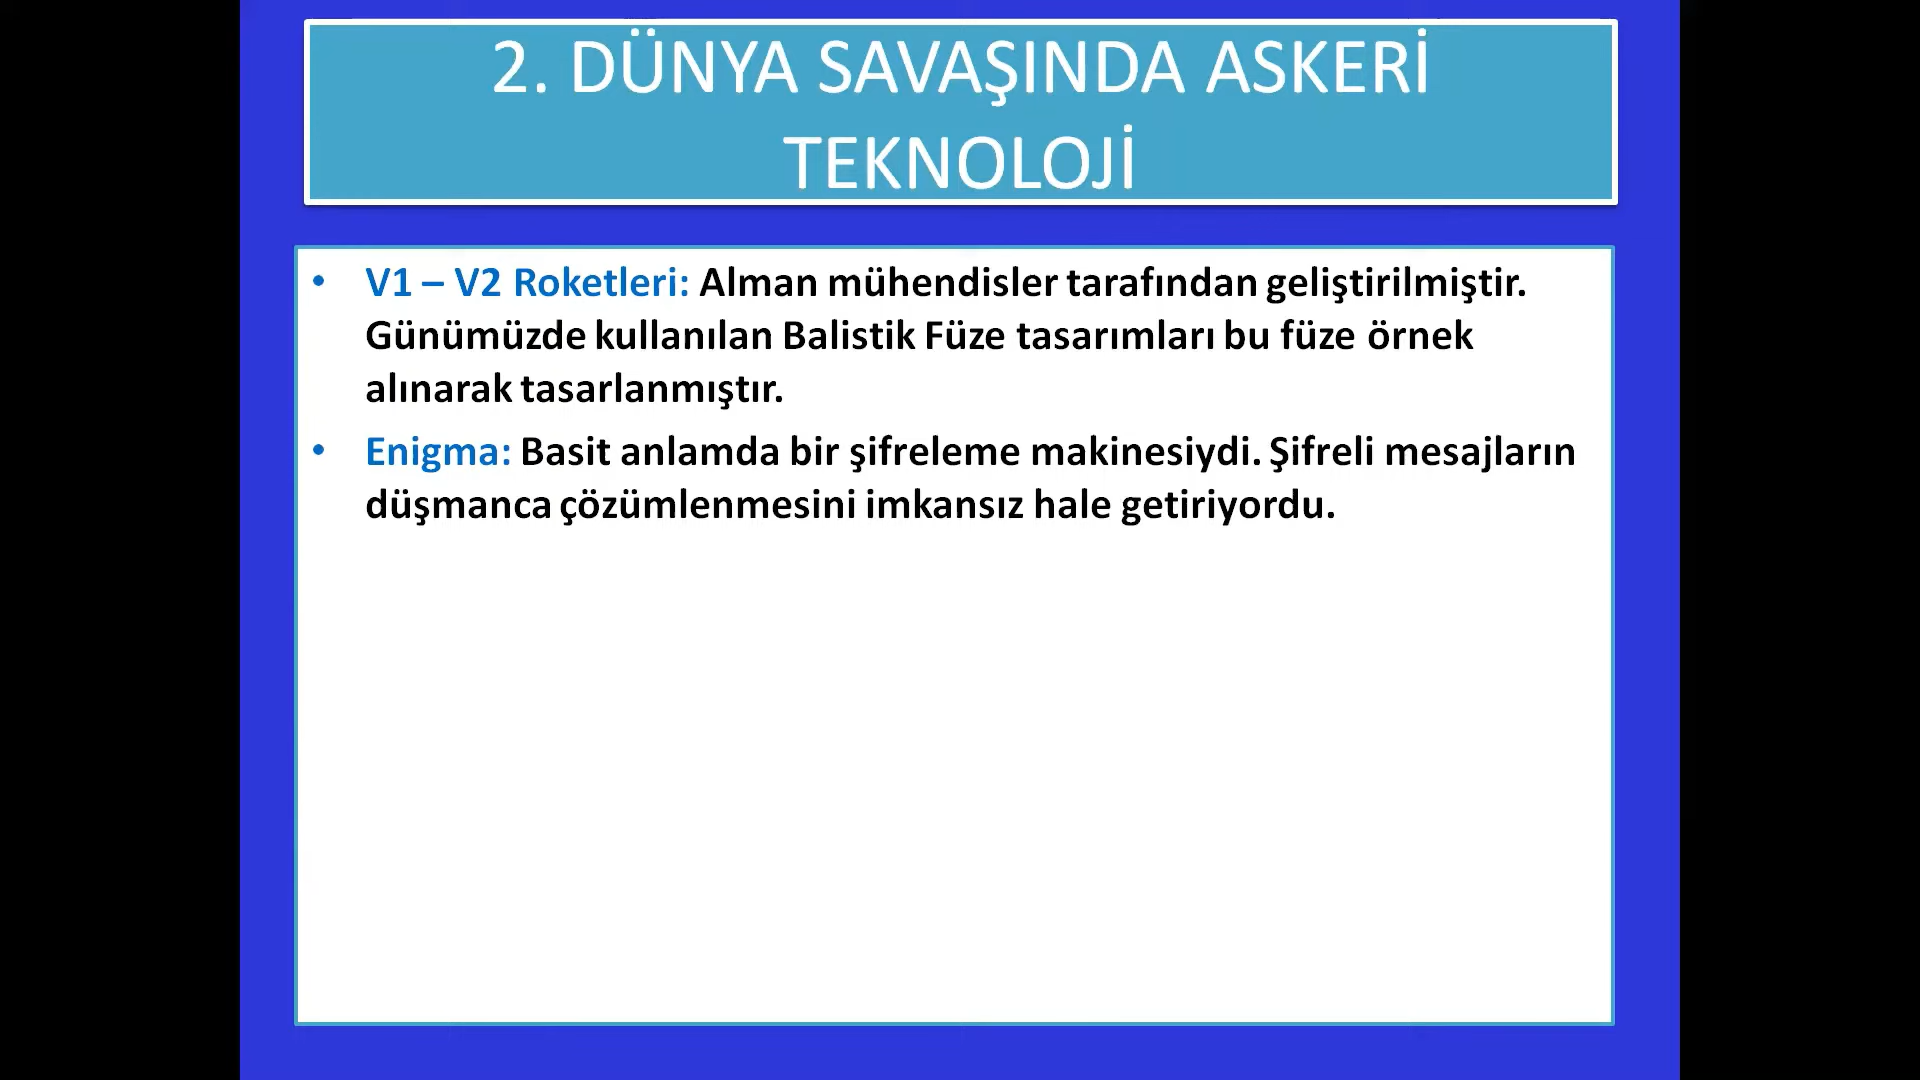 2. DÜNYA SAVAŞINDA ASKERİ
TEKNOLOJİ
• V1 – V2 Roketleri: Alman mühendisler tarafından geliştirilmiştir.
Günümüzde kullanılan Balistik Füze tasarımları bu füze örnek
alınarak tasarlanmıştır.
• Enigma: Basit anlamda bir şifreleme makinesiydi. Şifreli mesajların
düşmanca çözümlenmesini imkansız hale getiriyordu.